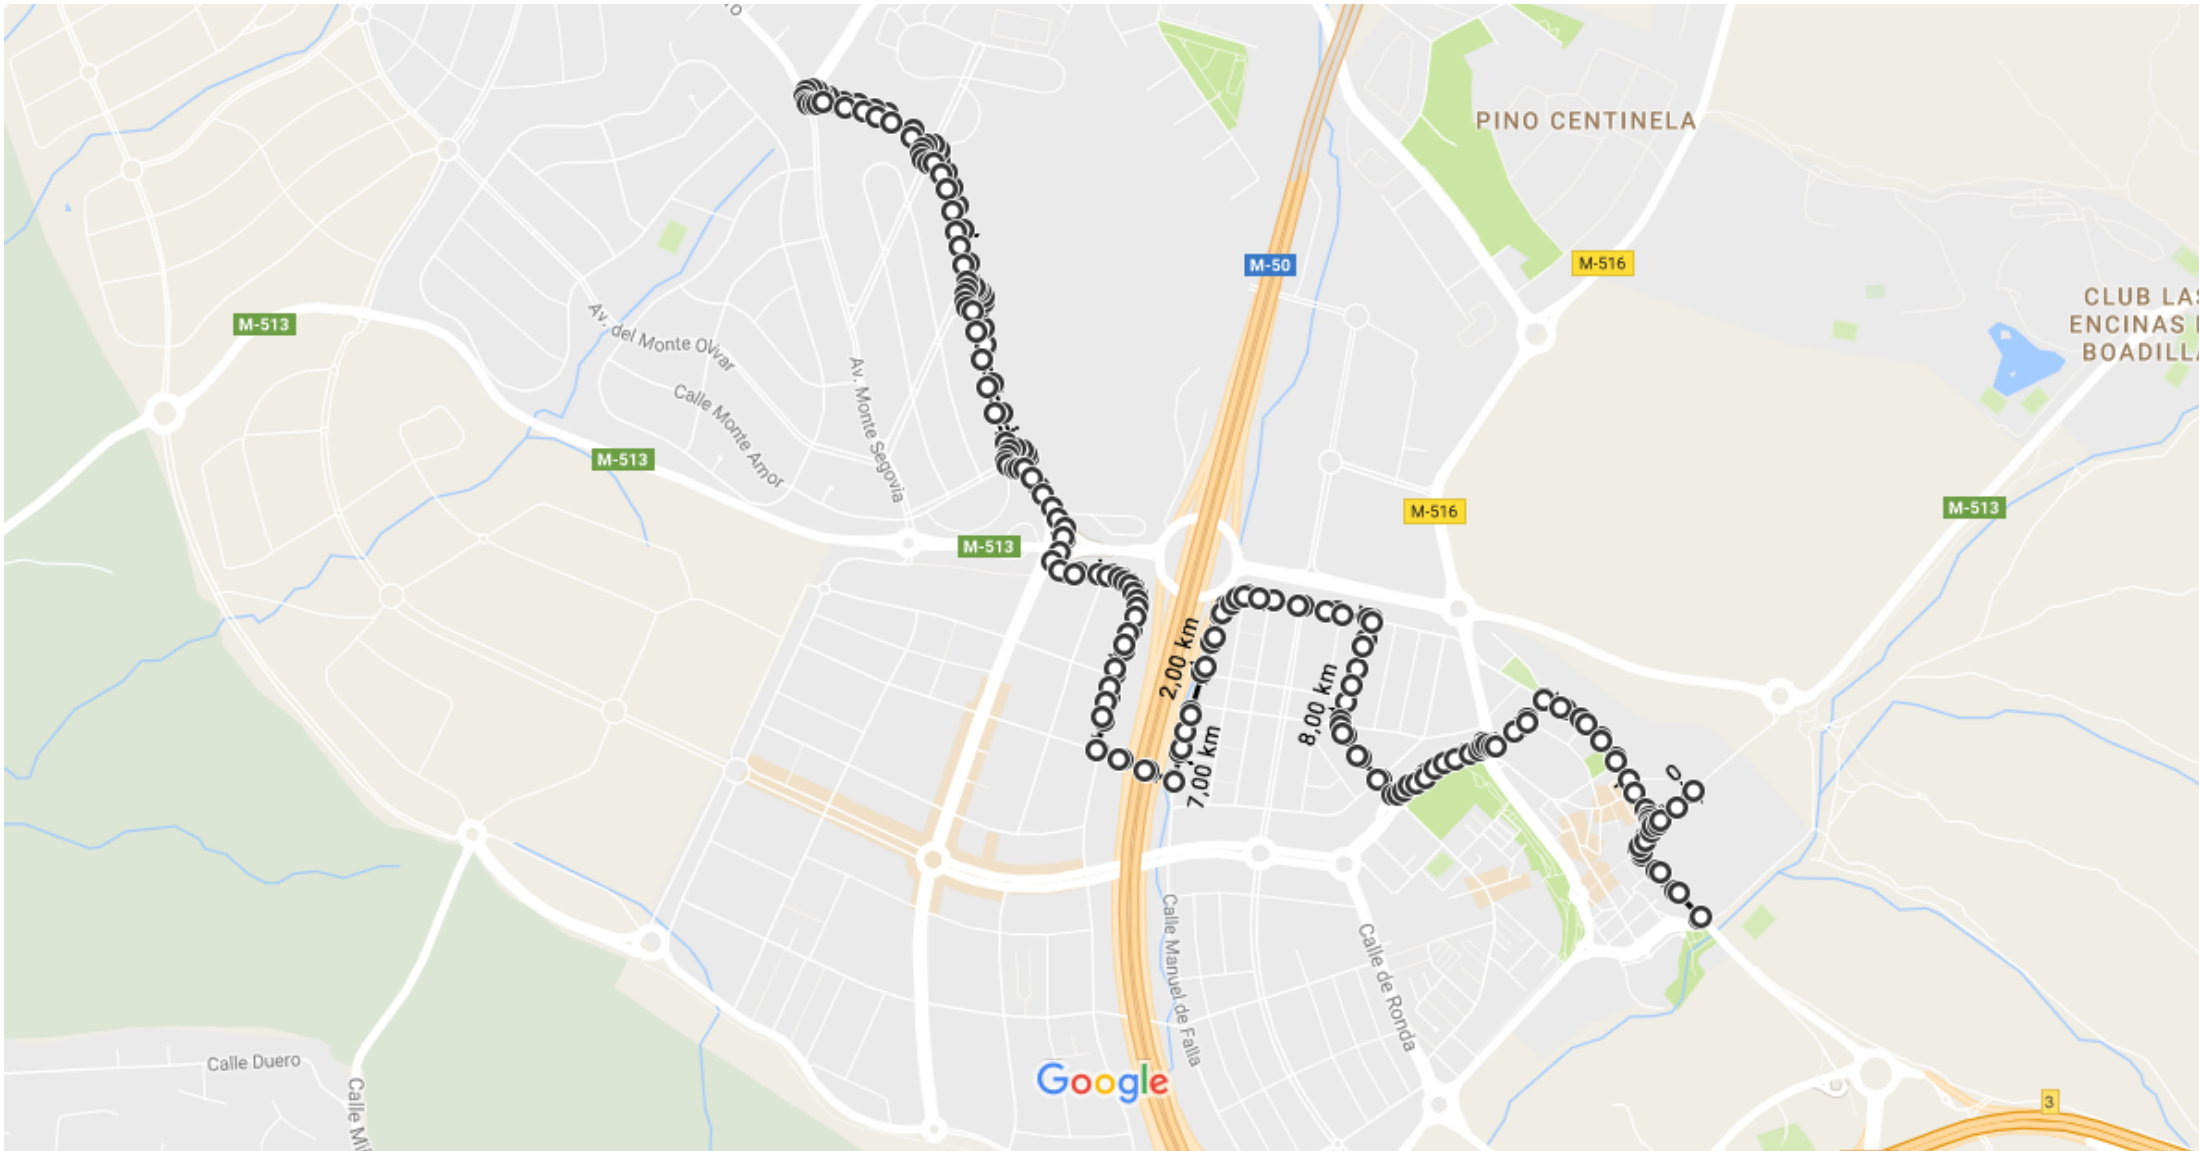 PINO CENTINELA
M-50
M-516
CLUB LAS
ENCINAS
BOADILLA
M-513
Av. del Monte Olivar
Av. Monte Segovia
Calle Monte Amor
M-513
M-516
M-513
M-513
2,00 km
8,00 km
7,00 km
0
Calle Manuel de Falla
Calle de Ronda
Calle Duero
Calle
Google
3